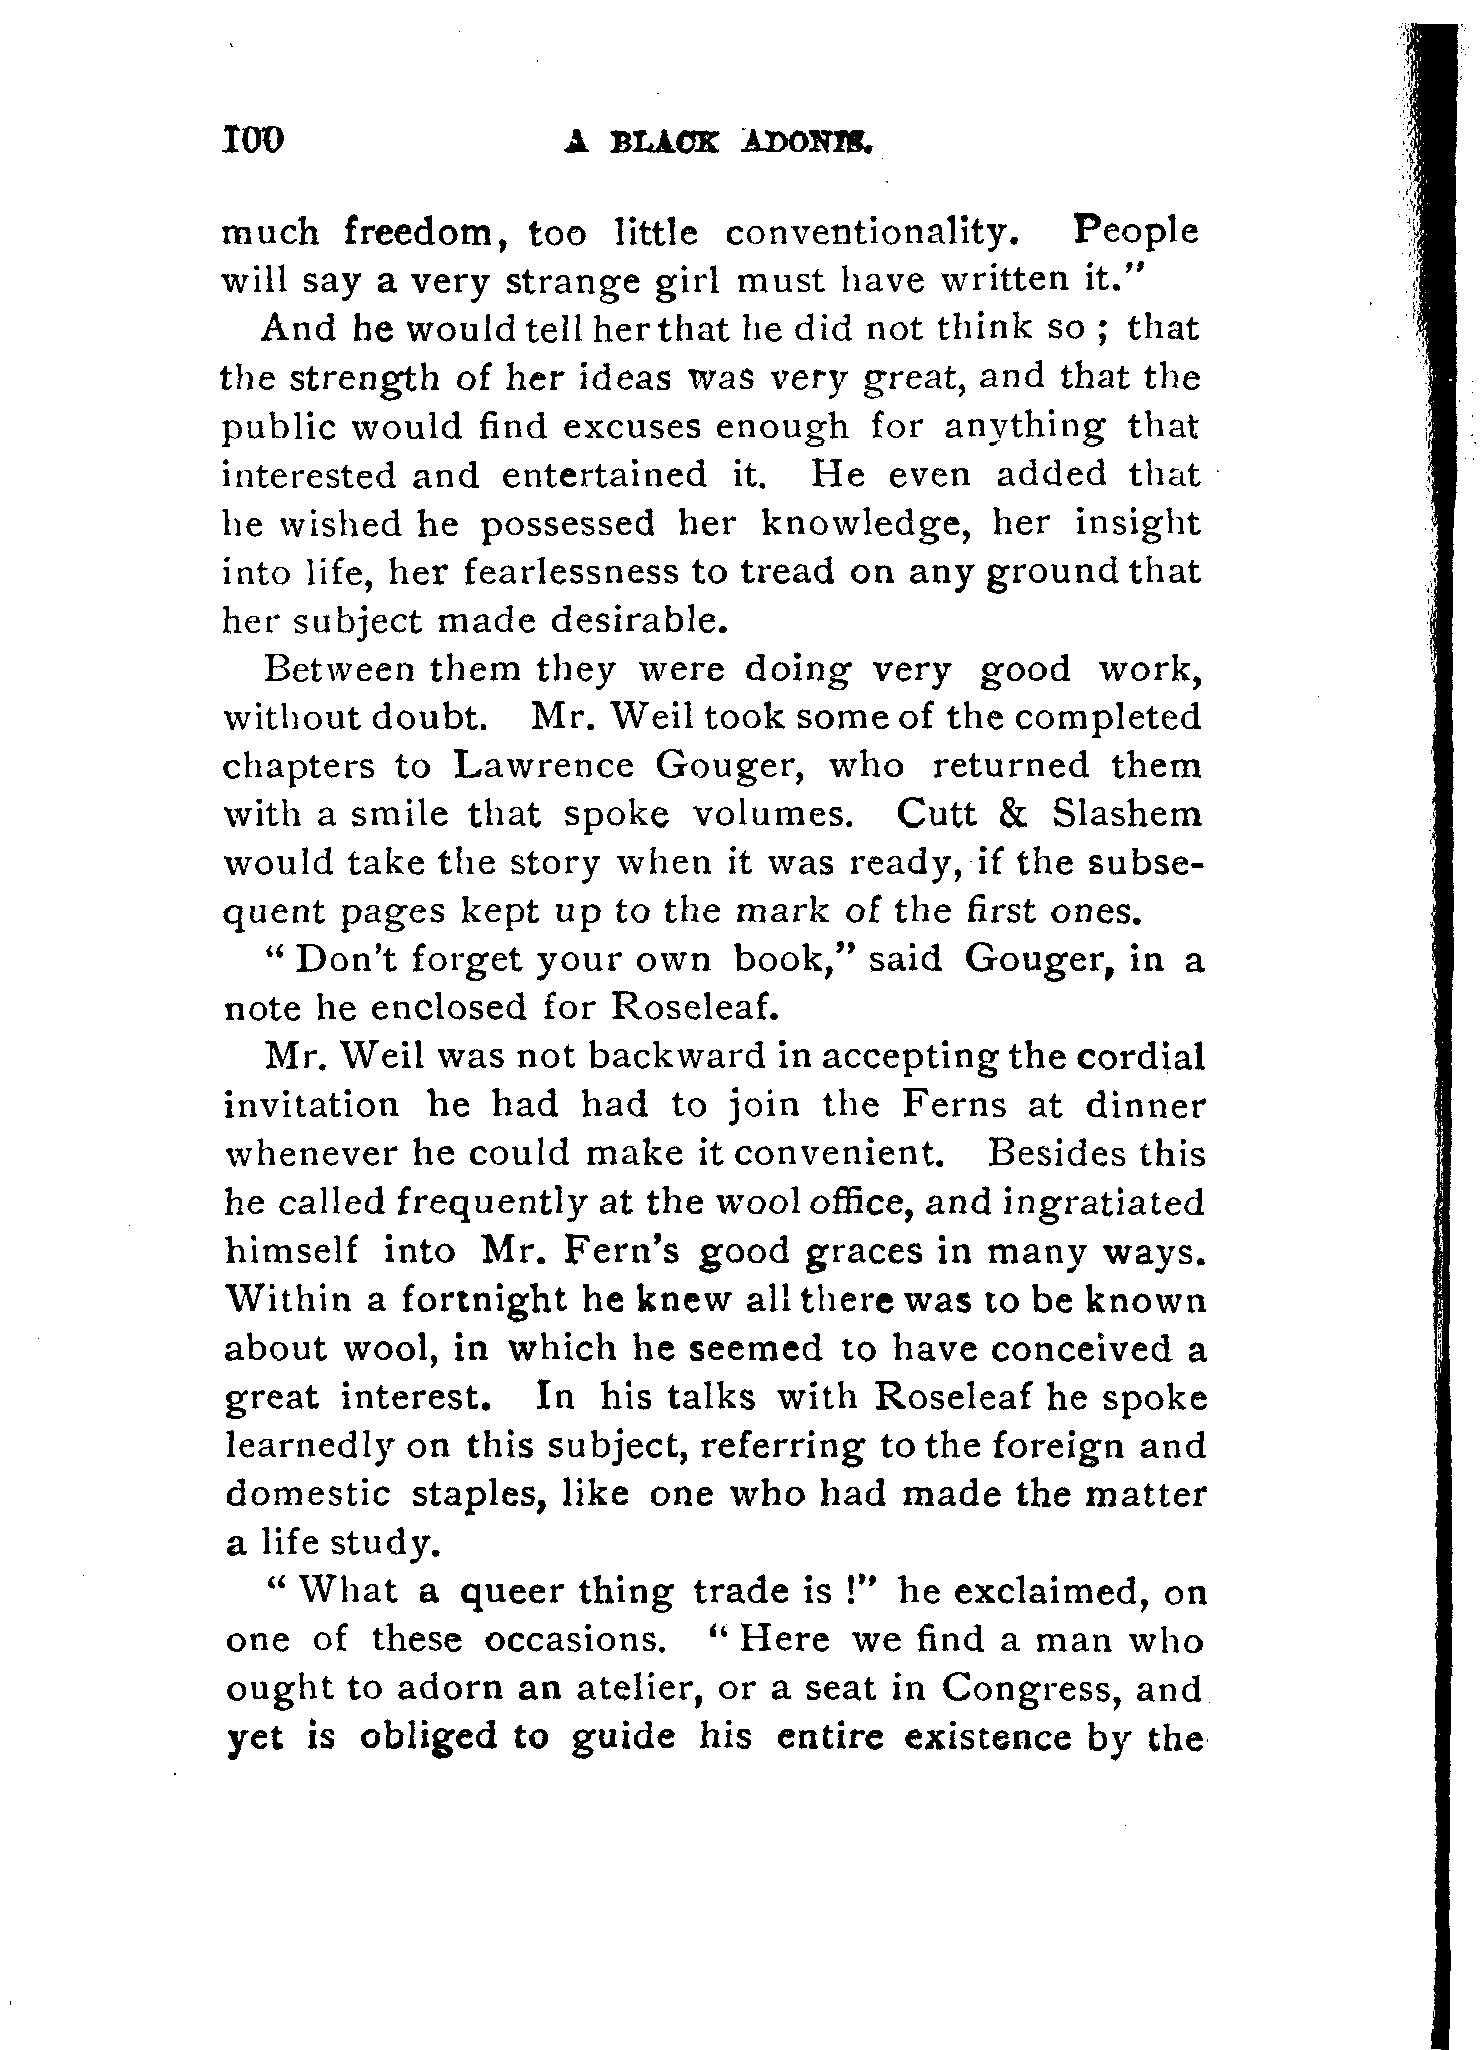 100 A BLACK ADONIS.
much freedom, too little conventionality. People
will say a very strange girl must have written it."
And he would tell her that he did not think so ; that
the strength of her ideas was very great, and that the
public would find excuses enough for anything that
interested and entertained it. He even added that
he wished he possessed her knowledge, her insight
into life, her fearlessness to tread on any ground that
her subject made desirable.
Between them they were doing very good work,
without doubt. Mr. Weil took some of the completed
chapters to Lawrence Gouger, who returned them
with a smile that spoke volumes. Cutt & Slashem
would take the story when it was ready, if the subse-
quent pages kept up to the mark of the first ones.
" Don't forget your own book," said Gouger, in a
note he enclosed for Roseleaf.
Mr. Weil was not backward in accepting the cordial
invitation he had had to join the Ferns at dinner
whenever he could make it convenient. Besides this
he called frequently at the wool office, and ingratiated
himself into Mr. Fern's good graces in many ways.
Within a fortnight he knew all there was to be known
about wool, in which he seemed to have conceived a
great interest. In his talks with Roseleaf he spoke
learnedly on this subject, referring to the foreign and
domestic staples, like one who had made the matter
a life study.
" What a queer thing trade is !" he exclaimed, on
one of these occasions. " Here we find a man who
ought to adorn an atelier, or a seat in Congress, and
yet is obliged to guide his entire existence by the